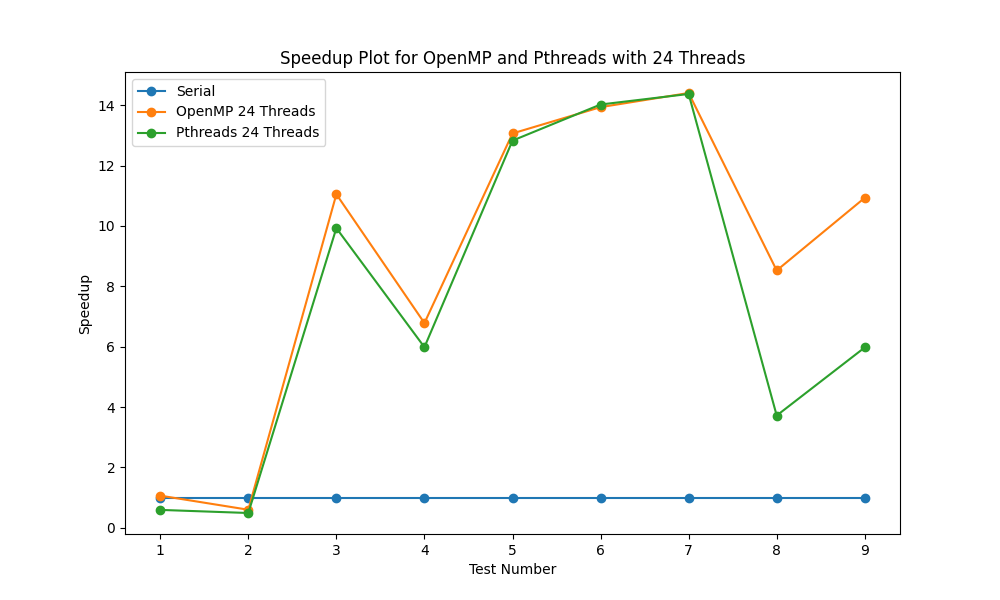 Speedup Plot for OpenMP and Pthreads with 24 Threads
Serial
OpenMP 24 Threads
Pthreads 24 Threads
14
12
10
8
6
4
2
0
Speedup
1 2 3 4 5 6 7 8 9
Test Number